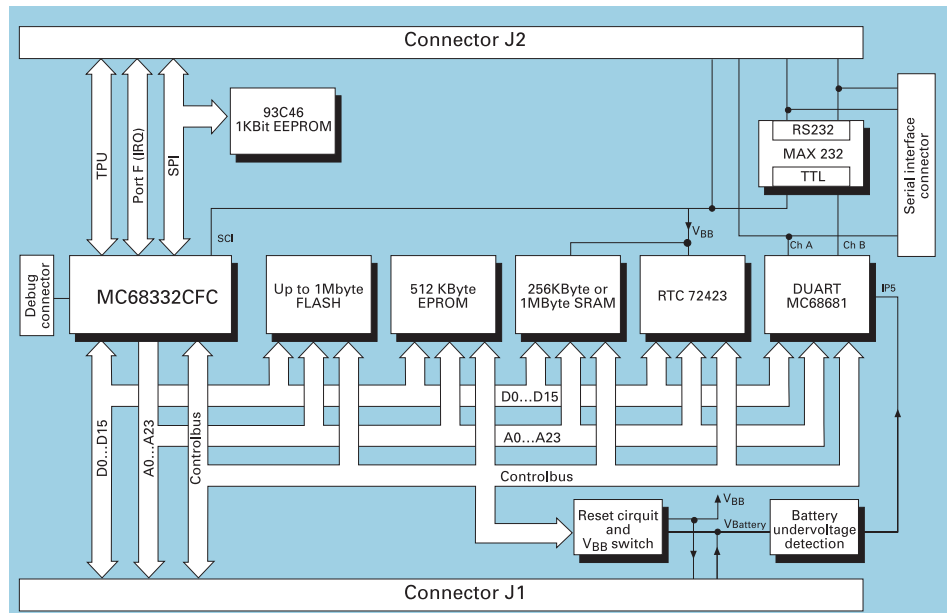 Connector J2
TPU
Port F (IRQ)
SPI
93C46
1KBit EEPROM
RS232
MAX 232
TTL
Serial interface
connector
SCI
VBB
Ch A
Ch B
Debug
connector
MC68332CFC
Up to 1Mbyte
FLASH
512 KByte
EPROM
256KByte or
1MByte SRAM
RTC 72423
DUART
MC68681
IP5
D0...D15
A0...A23
Controlbus
D0...D15
A0...A23
Controlbus
VBB
Reset cirquit
and
VBB switch
VBattery
Battery
undervoltage
detection
Connector J1